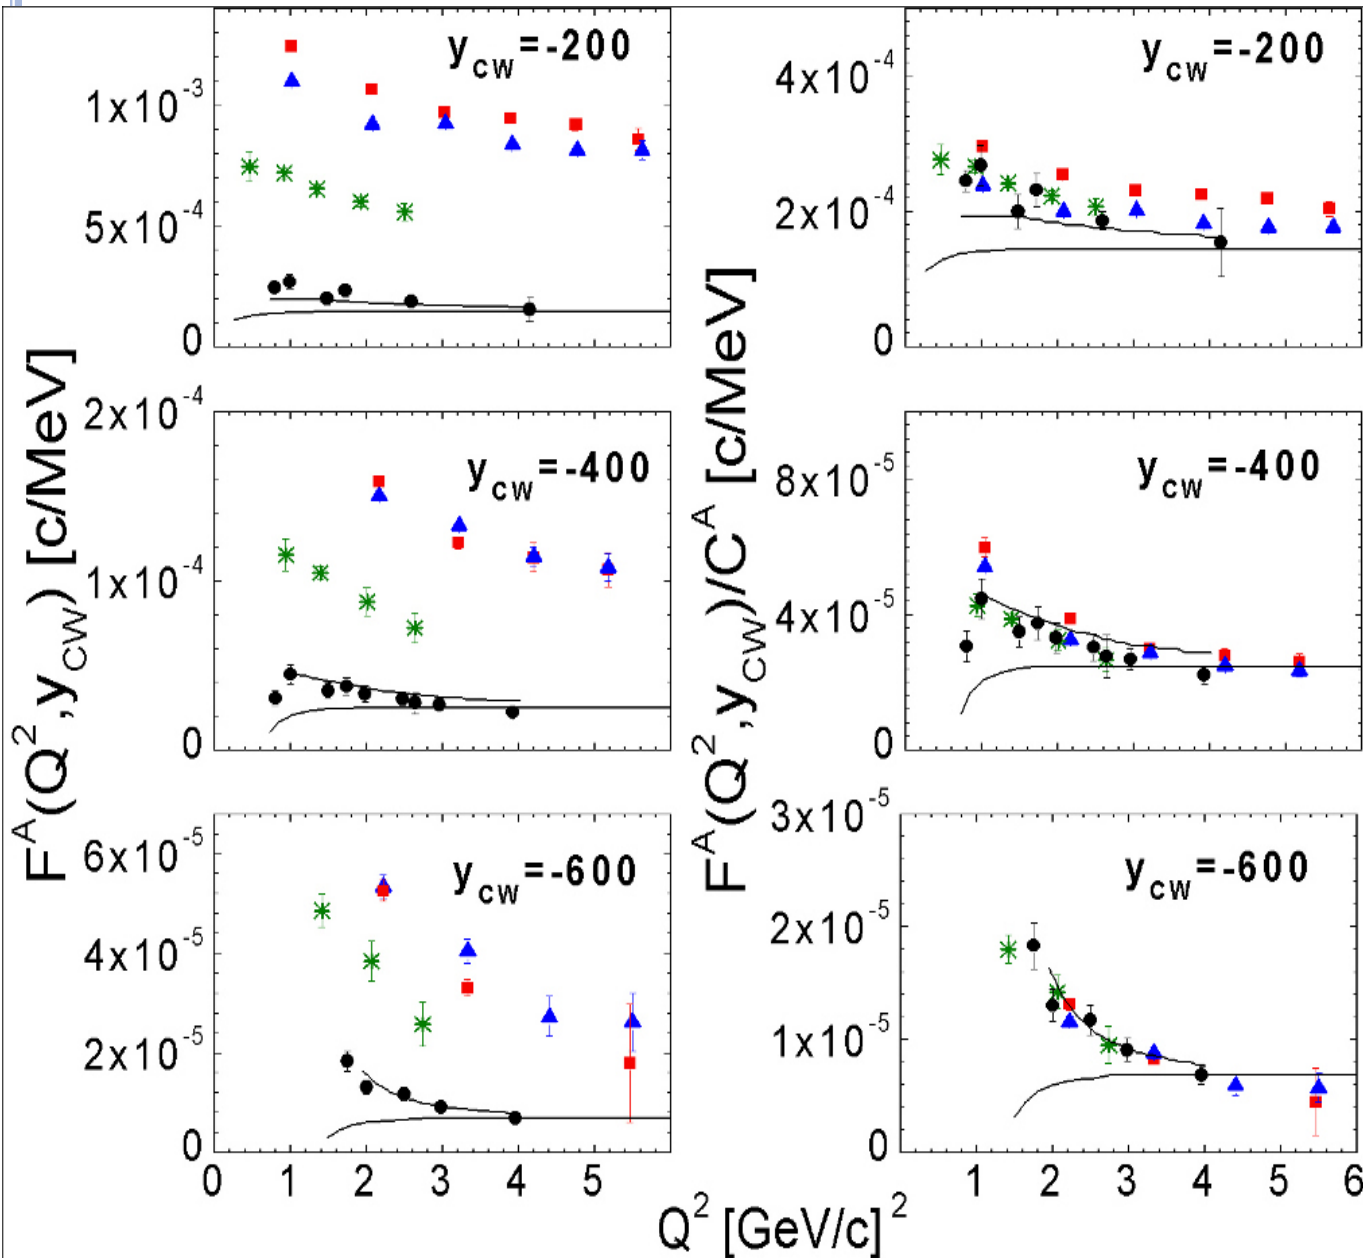 y_CW =-200
1x10^-3
5x10^-4
0
y_CW =-200
4x10^-4
2x10^-4
0
F^A(Q^2,y_CW) [c/MeV]
2x10^-4
y_CW =-400
1x10^-4
0
F^A(Q^2,y_CW)/C^A [c/MeV]
y_CW =-400
8x10^-5
4x10^-5
0
6x10^-5
y_CW =-600
4x10^-5
2x10^-5
0
3x10^-5
y_CW =-600
2x10^-5
1x10^-5
0
0 1 2 3 4 5
1 2 3 4 5 6
Q^2 [GeV/c]^2